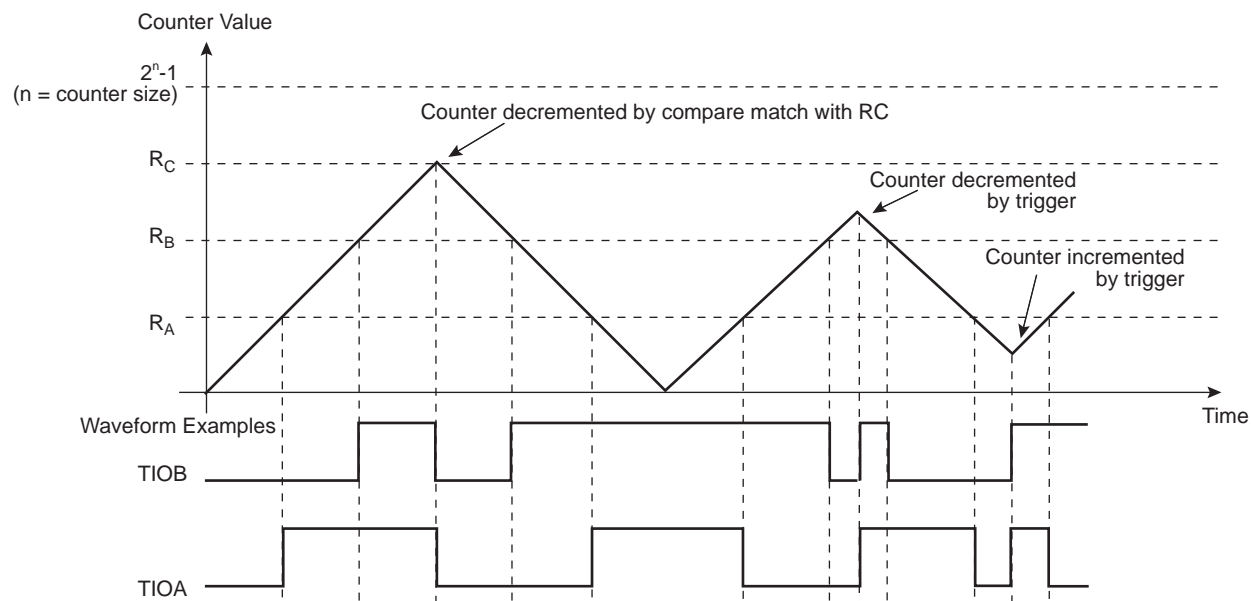 Counter Value
2ⁿ-1
(n = counter size)
Counter decremented by compare match with RC
R_C
Counter decremented
by trigger
R_B
Counter incremented
by trigger
R_A
Time
Waveform Examples
TIOB
TIOA